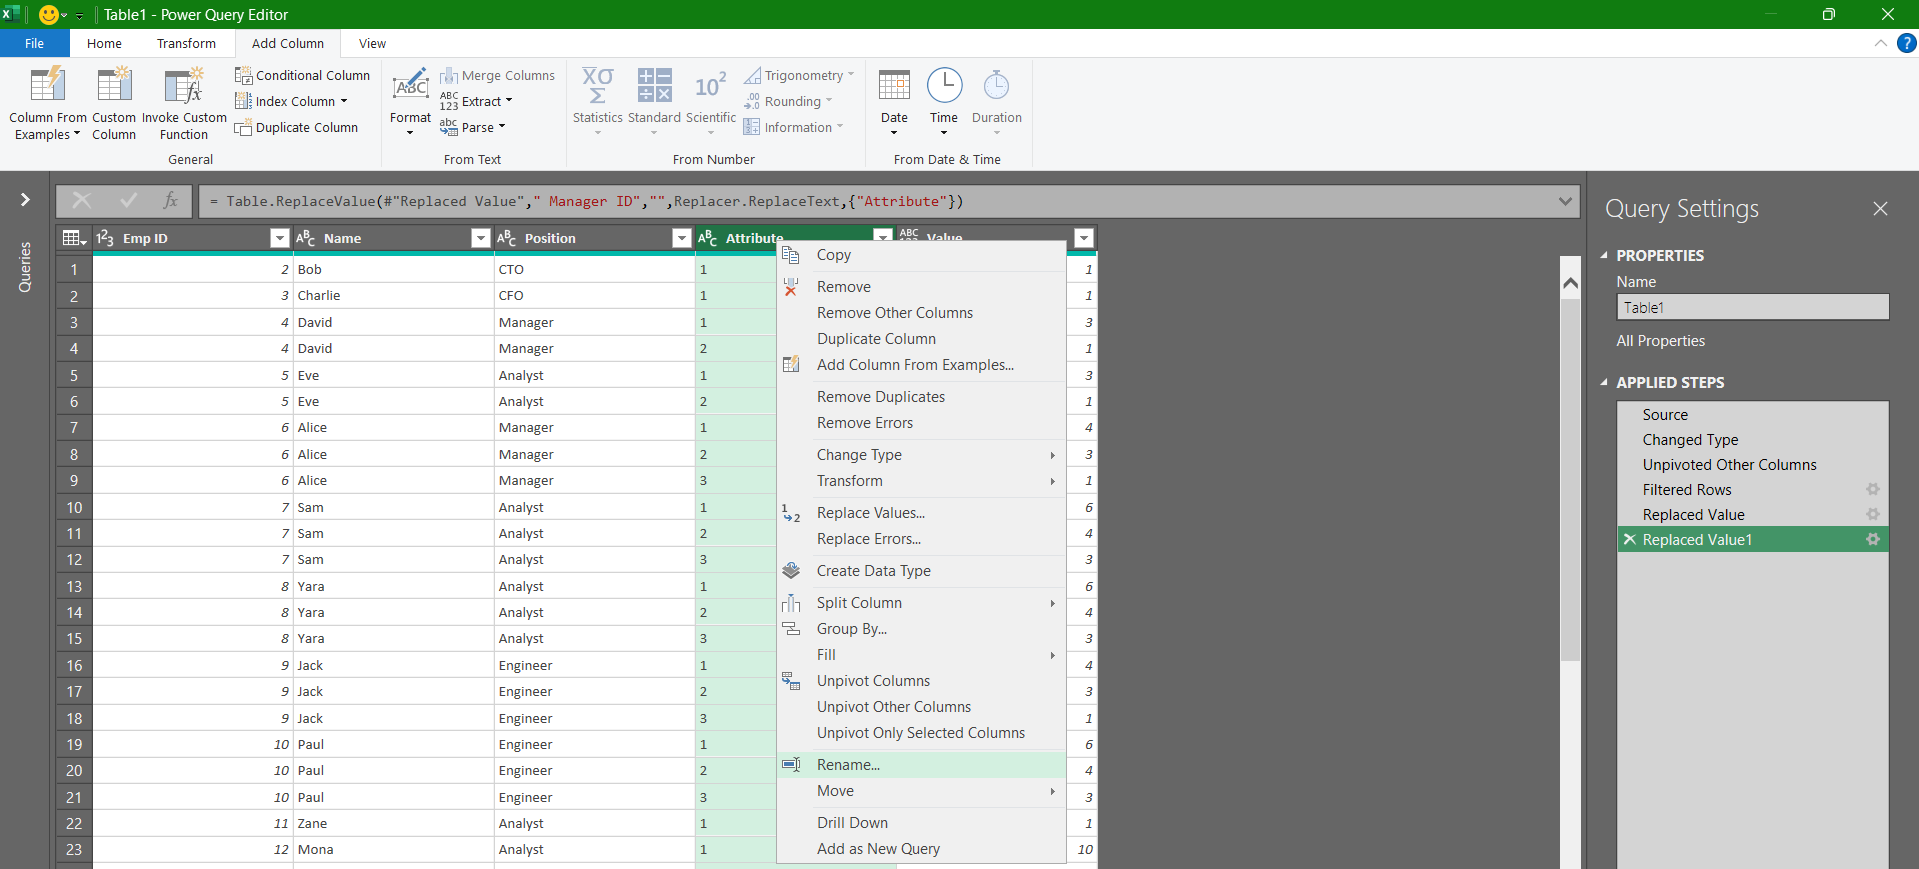 Table1 - Power Query Editor
File Home Transform Add Column View
Column From Examples
Custom Column
Invoke Custom Function
Conditional Column
Index Column
Duplicate Column
General
Format
Merge Columns
Extract
Parse
From Text
Statistics
Standard
Scientific
Trigonometry
Rounding
Information
From Number
Date
Time
Duration
From Date & Time
Queries
= Table.ReplaceValue(#"Replaced Value"," Manager ID","",Replacer.ReplaceText,{"Attribute"})
Emp ID Name Position Attribute Value
1 2 Bob CTO 1 1
2 3 Charlie CFO 1 1
3 4 David Manager 1 3
4 4 David Manager 2 1
5 5 Eve Analyst 1 3
6 5 Eve Analyst 2 1
7 6 Alice Manager 1 4
8 6 Alice Manager 2 3
9 6 Alice Manager 3 1
10 7 Sam Analyst 1 6
11 7 Sam Analyst 2 4
12 7 Sam Analyst 3 3
13 8 Yara Analyst 1 6
14 8 Yara Analyst 2 4
15 8 Yara Analyst 3 3
16 9 Jack Engineer 1 4
17 9 Jack Engineer 2 3
18 9 Jack Engineer 3 1
19 10 Paul Engineer 1 6
20 10 Paul Engineer 2 4
21 10 Paul Engineer 3 3
22 11 Zane Analyst 1 1
23 12 Mona Analyst 1 10
Copy
Remove
Remove Other Columns
Duplicate Column
Add Column From Examples...
Remove Duplicates
Remove Errors
Change Type
Transform
Replace Values...
Replace Errors...
Create Data Type
Split Column
Group By...
Fill
Unpivot Columns
Unpivot Other Columns
Unpivot Only Selected Columns
Rename...
Move
Drill Down
Add as New Query
Query Settings
PROPERTIES
Name
Table1
All Properties
APPLIED STEPS
Source
Changed Type
Unpivoted Other Columns
Filtered Rows
Replaced Value
Replaced Value1